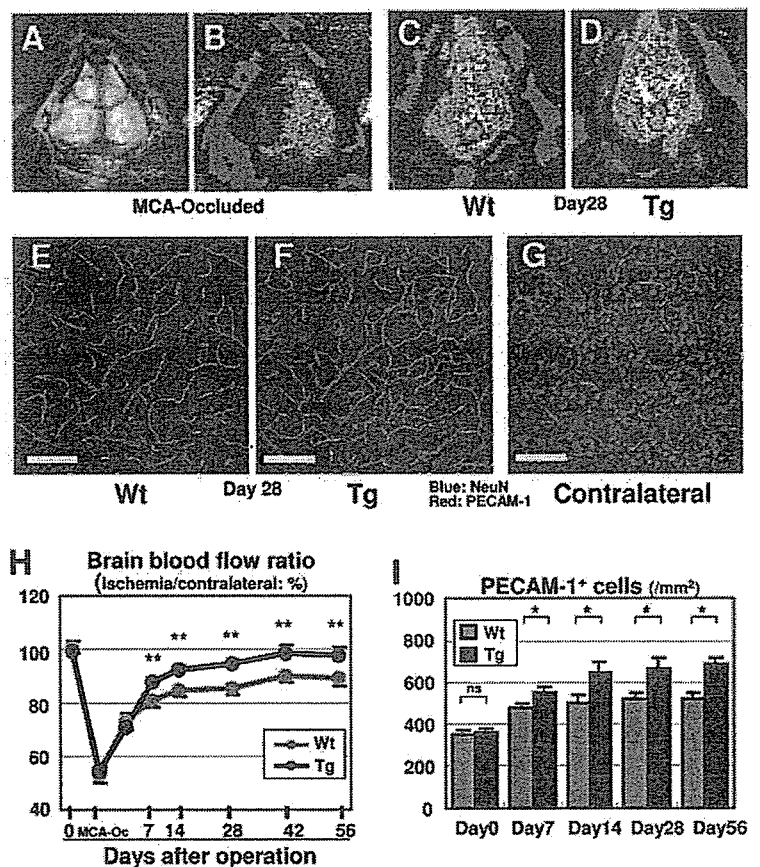 A
B
C
D
MCA-Occluded
Wt
Day28
Tg
E
F
G
Wt
Day 28
Tg
Blue: NeuN
Red: PECAM-1
Contralateral
H
Brain blood flow ratio
(Ischemia/contralateral: %)
120
100
80
60
40
**
**
**
**
**
Wt
Tg
0 MCA-Oc 7 14 28 42 56
Days after operation
I
PECAM-1+ cells (/mm²)
1000
800
600
400
200
0
Wt
Tg
ns
*
*
*
*
Day0 Day7 Day14 Day28 Day56